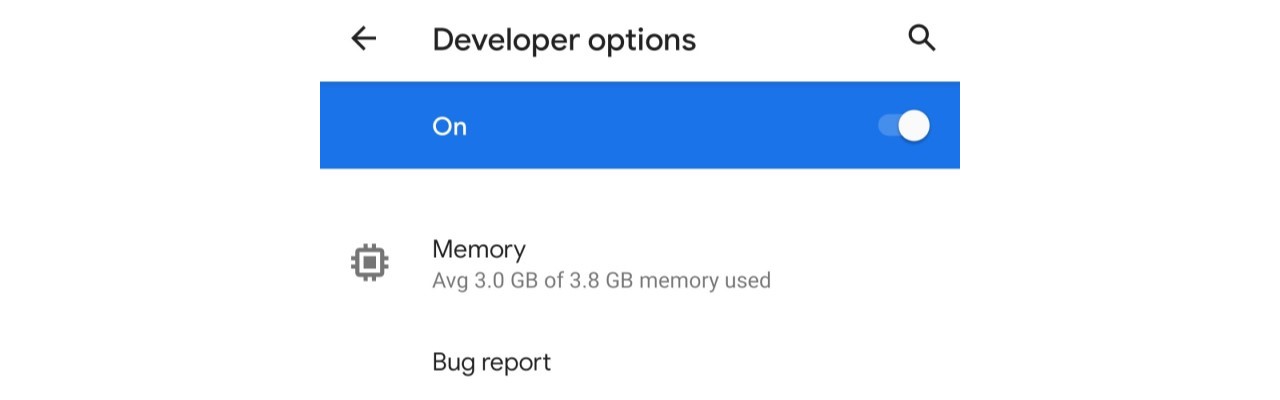 Developer options
On
Memory
Avg 3.0 GB of 3.8 GB memory used
Bug report